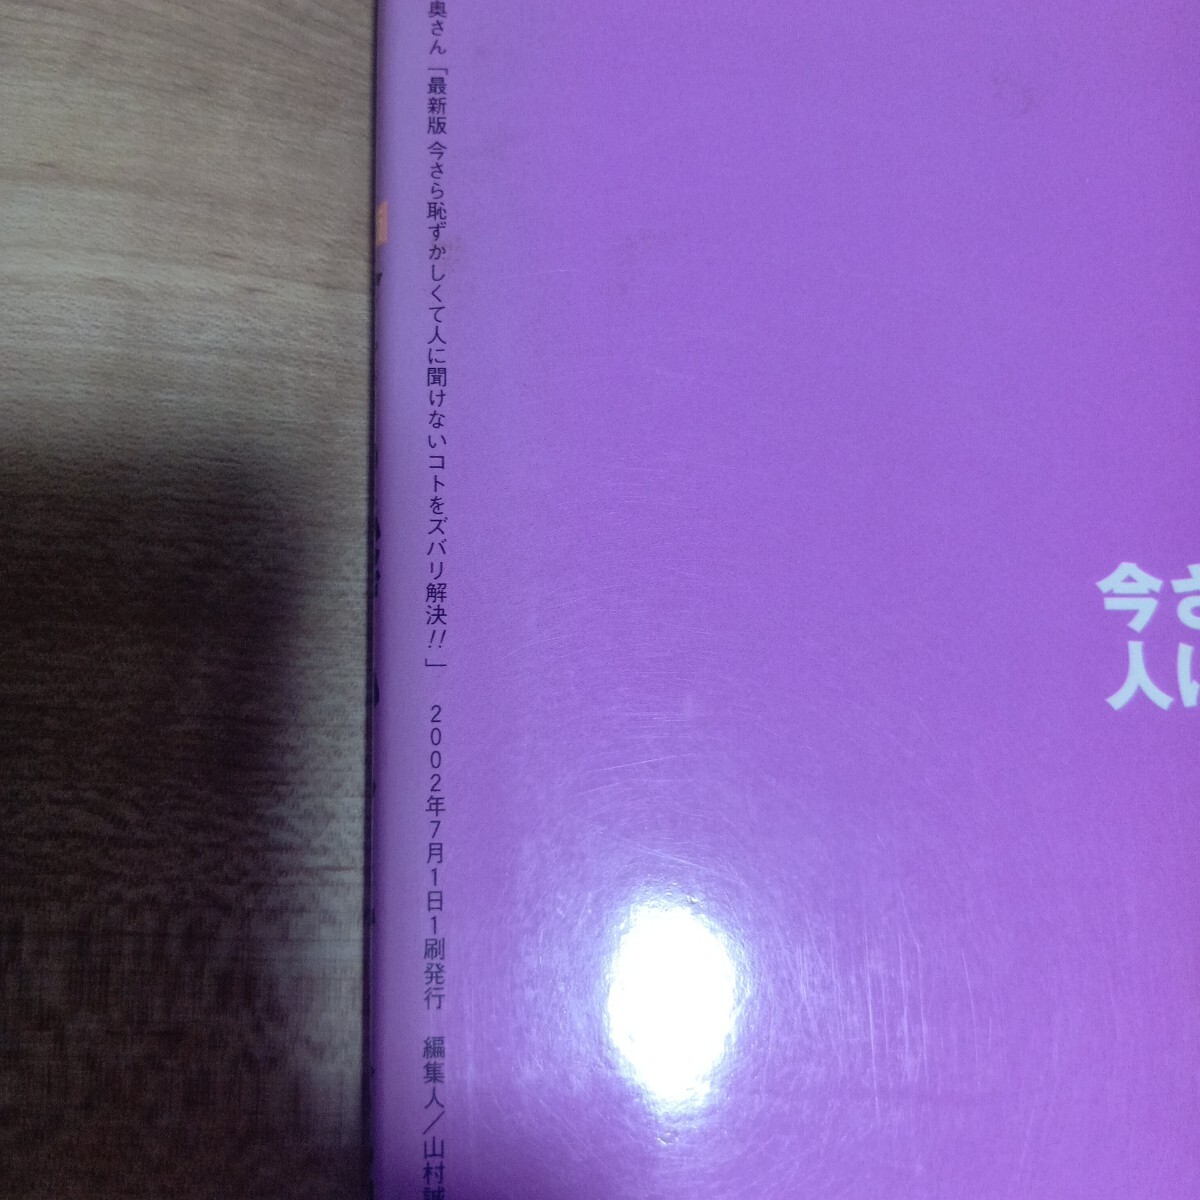 奥さん「最新版 今さら恥ずかしくて人に聞けないコトをズバリ解決!!」　2002年7月1日1刷発行　編集人／山村誠
今さ
人に